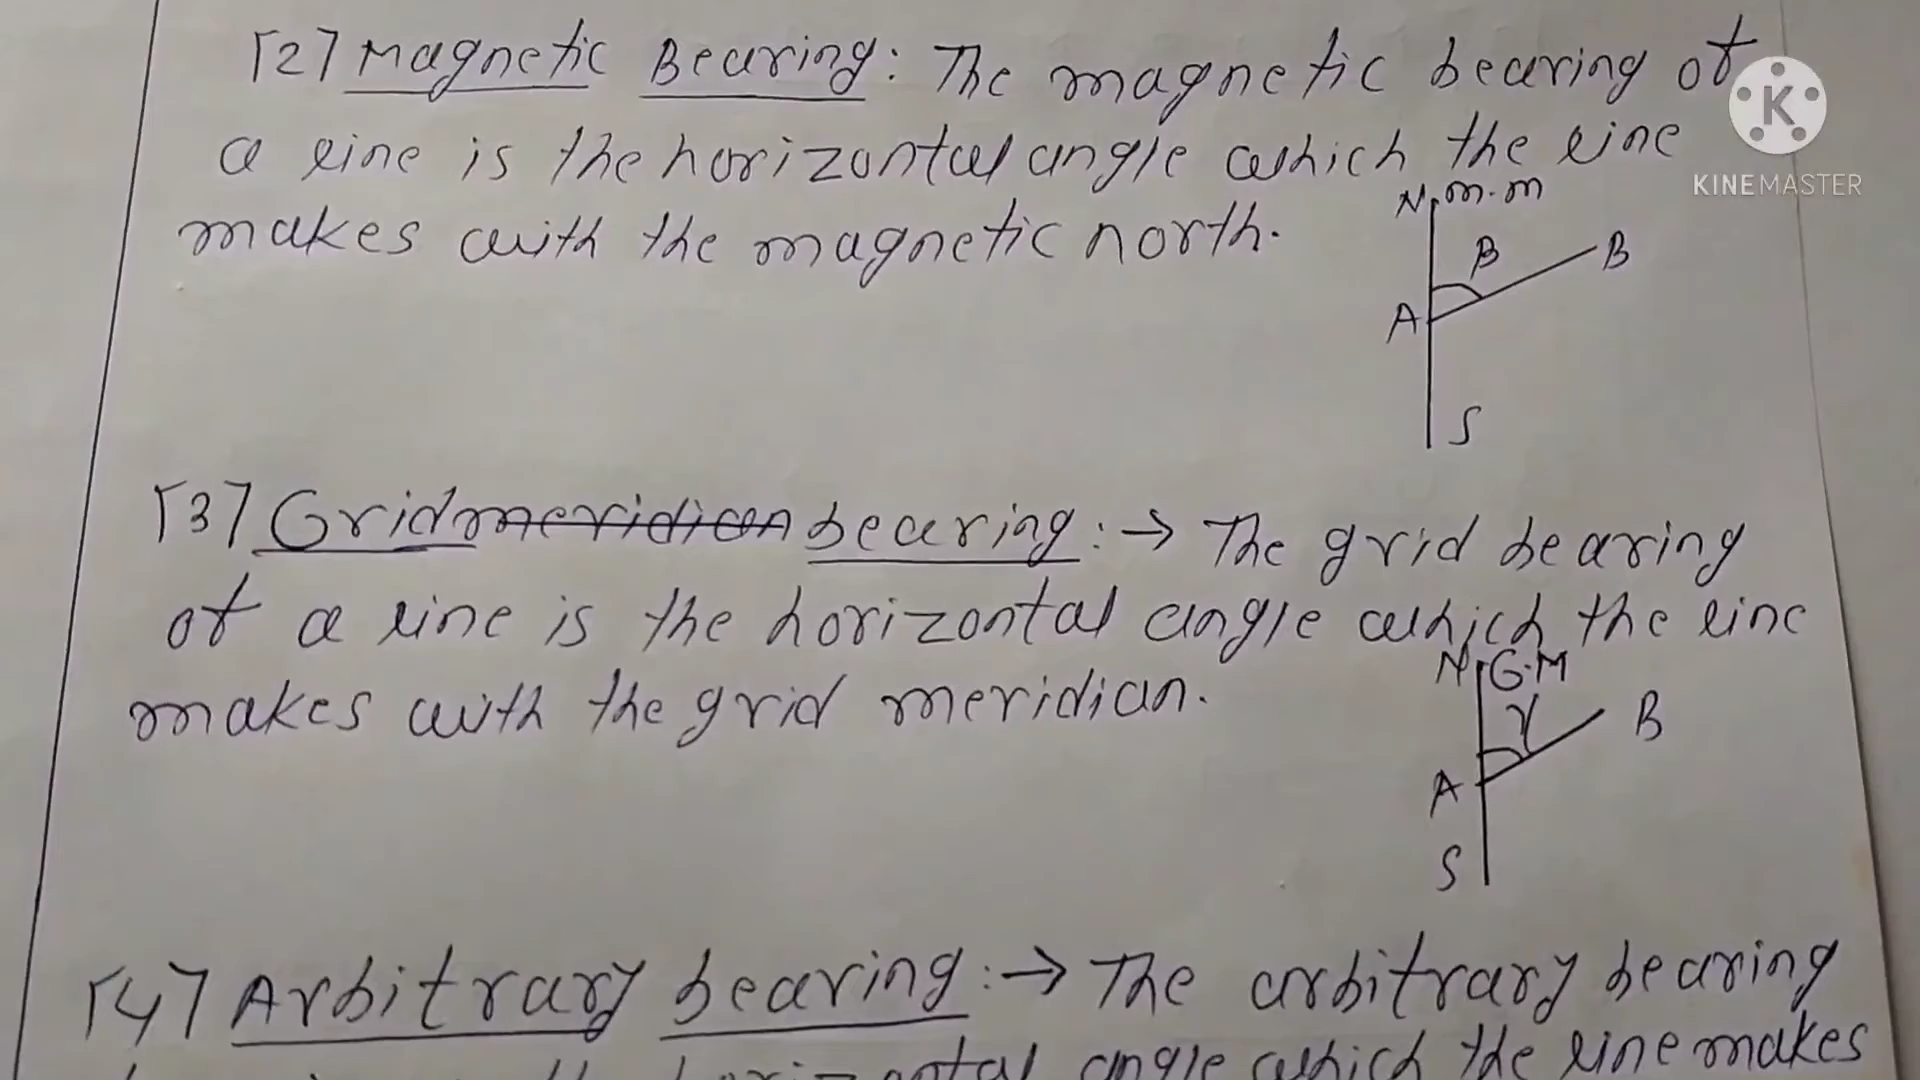 [2] Magnetic Bearing: The magnetic bearing of
a line is the horizontal angle which the line
makes with the magnetic north.
N m.m
B
B
A
S
[3] Grid meridian bearing :→ The grid bearing
of a line is the horizontal angle which the line
makes with the grid meridian.
N G.M
γ
B
A
S
[4] Arbitrary bearing :→ The arbitrary bearing
horizontal angle which the line makes
K
KINEMASTER